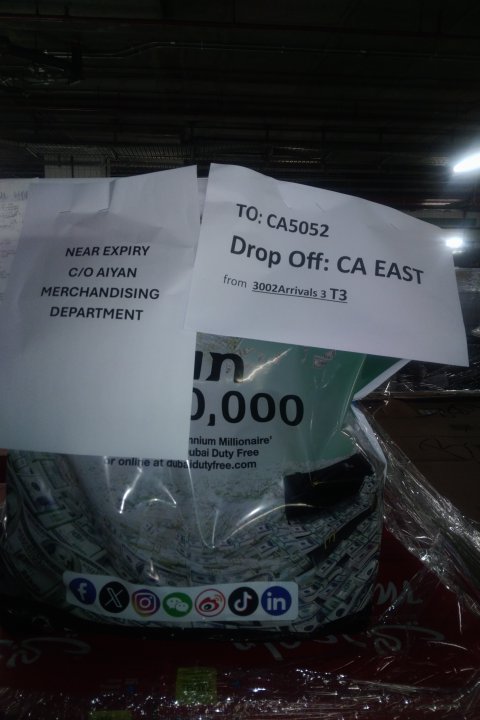 NEAR EXPIRY
C/O AIYAN
MERCHANDISING
DEPARTMENT
TO: CA5052
Drop Off: CA EAST
from 3002Arrivals 3 T3
0,000
Millionaire'
Duty Free
or online at dubaidutyfree.com